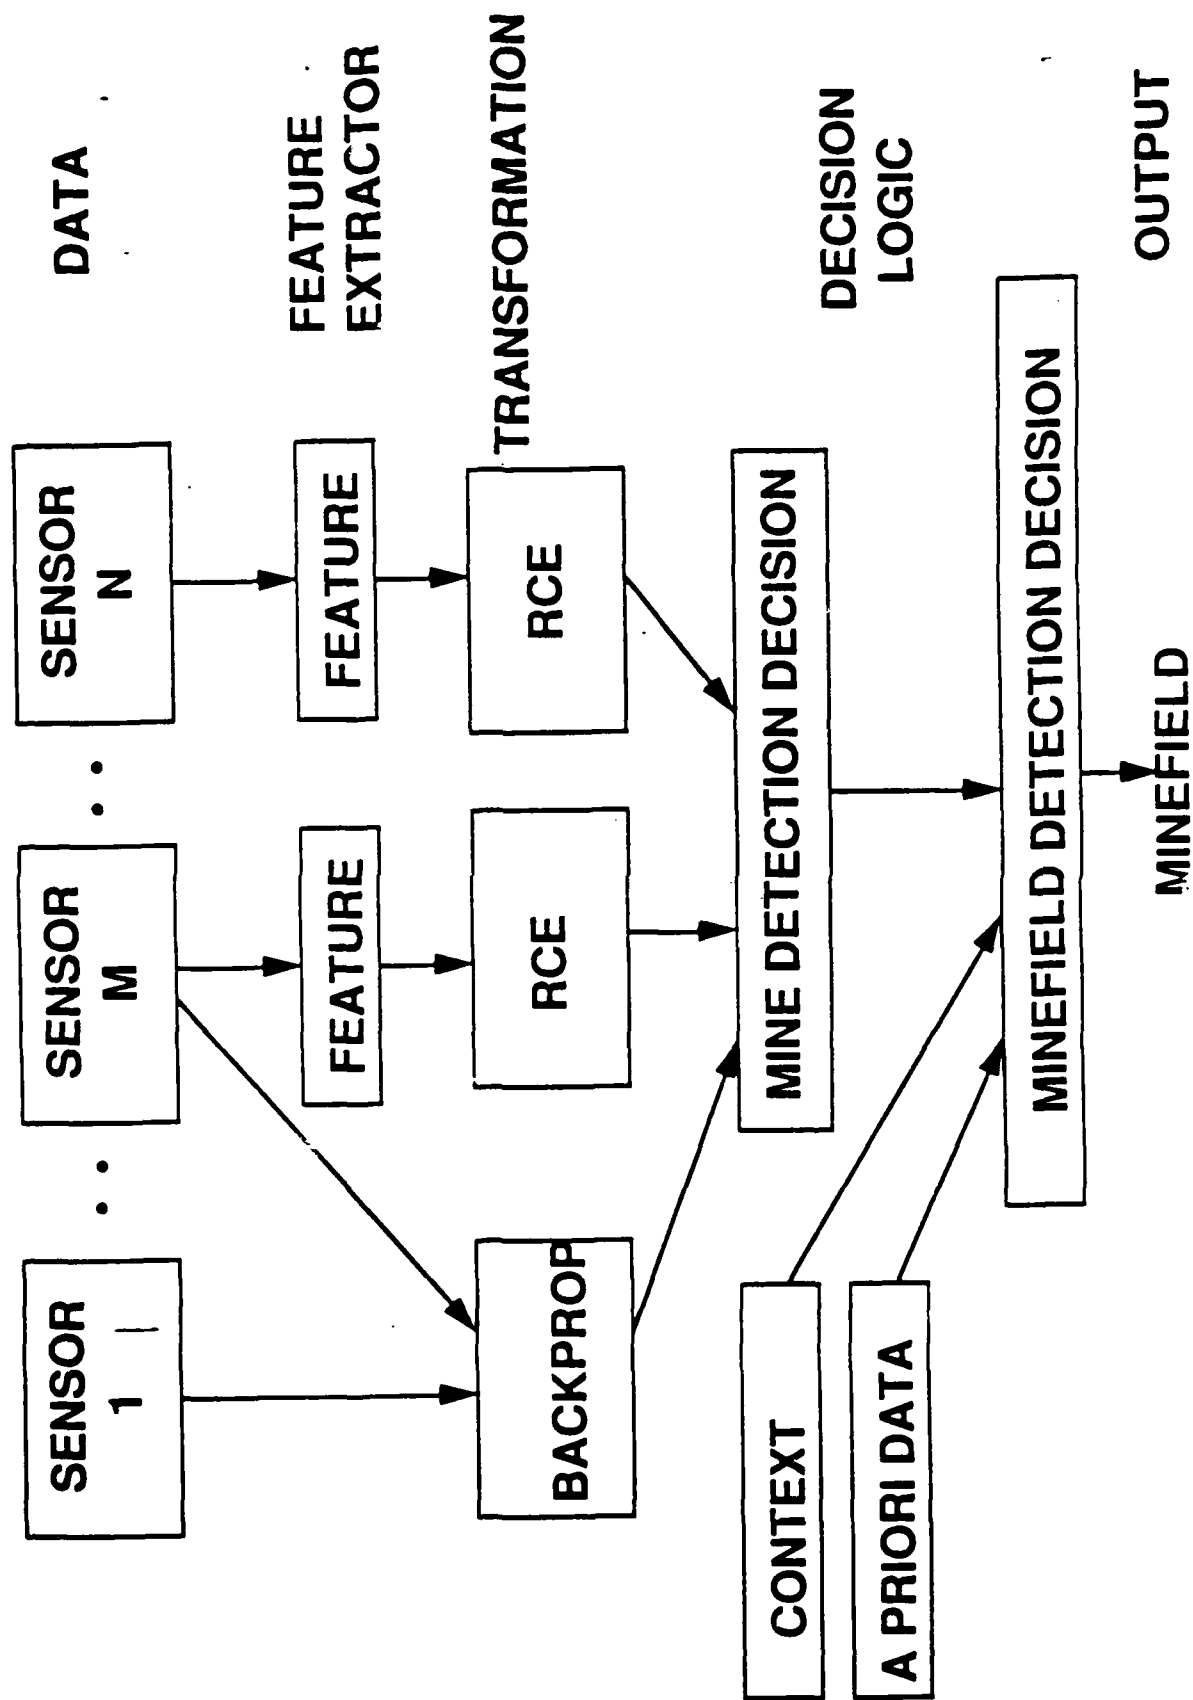 SENSOR
1
. .
SENSOR
M
. .
SENSOR
N
DATA
FEATURE
FEATURE
FEATURE
EXTRACTOR
BACKPROP
RCE
RCE
TRANSFORMATION
MINE DETECTION DECISION
DECISION
LOGIC
CONTEXT
A PRIORI DATA
MINEFIELD DETECTION DECISION
MINEFIELD
OUTPUT